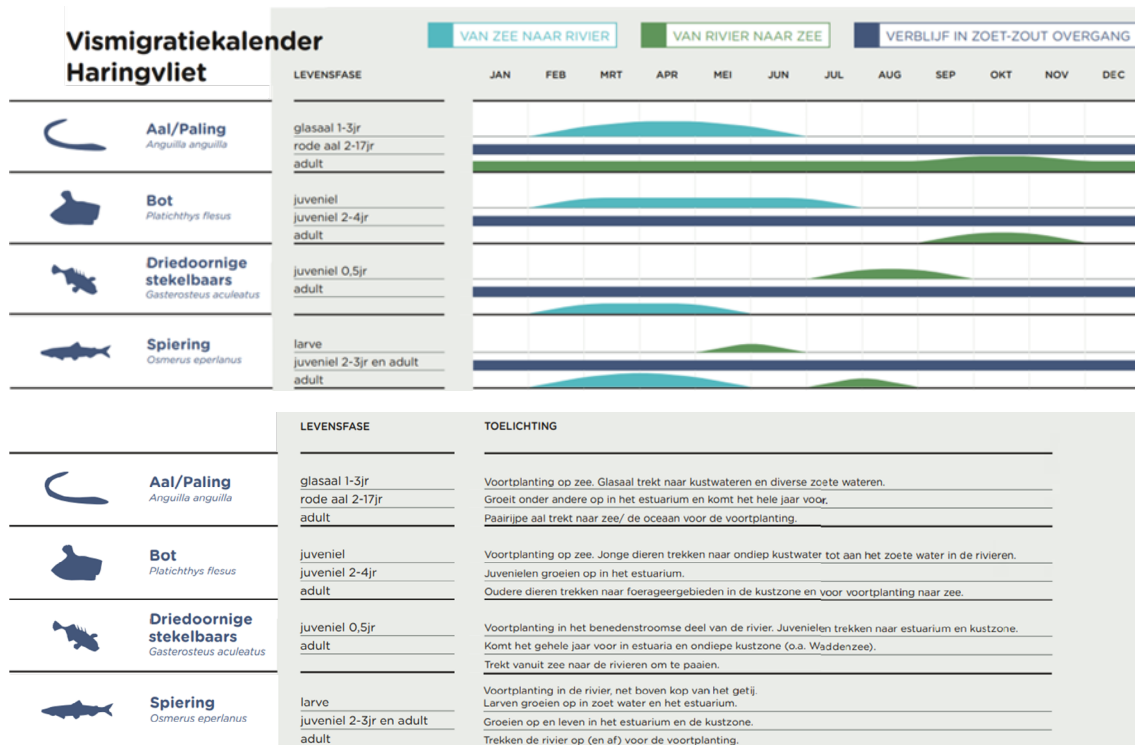 Vismigratiekalender
Haringvliet
VAN ZEE NAAR RIVIER
VAN RIVIER NAAR ZEE
VERBLIJF IN ZOET-ZOUT OVERGANG
LEVENSFASE
JAN FEB MRT APR MEI JUN JUL AUG SEP OKT NOV DEC
Aal/Paling
Anguilla anguilla
glasaal 1-3jr
rode aal 2-17jr
adult
Bot
Platichthys flesus
juveniel
juveniel 2-4jr
adult
Driedoornige
stekelbaars
Gasterosteus aculeatus
juveniel 0,5jr
adult
Spiering
Osmerus eperlanus
larve
juveniel 2-3jr en adult
adult
LEVENSFASE
TOELICHTING
Aal/Paling
Anguilla anguilla
glasaal 1-3jr Voortplanting op zee. Glasaal trekt naar kustwateren en diverse zoete wateren.
rode aal 2-17jr Groeit onder andere op in het estuarium en komt het hele jaar voor.
adult Paairijpe aal trekt naar zee/ de oceaan voor de voortplanting.
Bot
Platichthys flesus
juveniel Voortplanting op zee. Jonge dieren trekken naar ondiep kustwater tot aan het zoete water in de rivieren.
juveniel 2-4jr Juvenielen groeien op in het estuarium.
adult Oudere dieren trekken naar foerageergebieden in de kustzone en voor voortplanting naar zee.
Driedoornige
stekelbaars
Gasterosteus aculeatus
juveniel 0,5jr Voortplanting in het benedenstroomse deel van de rivier. Juvenielen trekken naar estuarium en kustzone.
adult Komt het gehele jaar voor in estuaria en ondiepe kustzone (o.a. Waddenzee).
Trekt vanuit zee naar de rivieren om te paaien.
Spiering
Osmerus eperlanus
Voortplanting in de rivier, net boven kop van het getij.
larve Larven groeien op in zoet water en het estuarium.
juveniel 2-3jr en adult Groeien op en leven in het estuarium en de kustzone.
adult Trekken de rivier op (en af) voor de voortplanting.